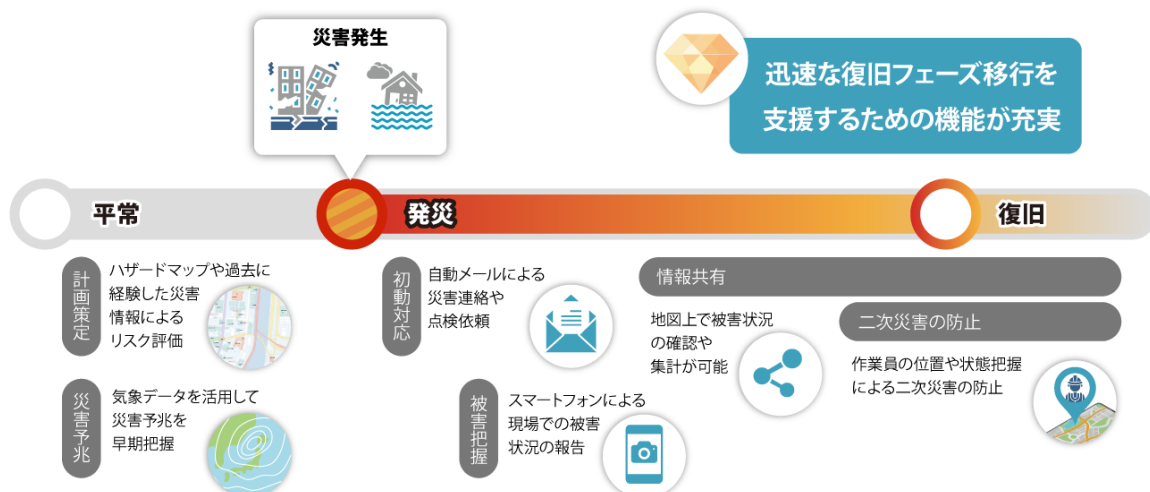 災害発生
迅速な復旧フェーズ移行を
支援するための機能が充実
平常
発災
復旧
計画策定
ハザードマップや過去に
経験した災害
情報による
リスク評価
災害予兆
気象データを活用して
災害予兆を
早期把握
初動対応
自動メールによる
災害連絡や
点検依頼
被害把握
スマートフォンによる
現場での被害
状況の報告
情報共有
地図上で被害状況
の確認や
集計が可能
二次災害の防止
作業員の位置や状態把握
による二次災害の防止